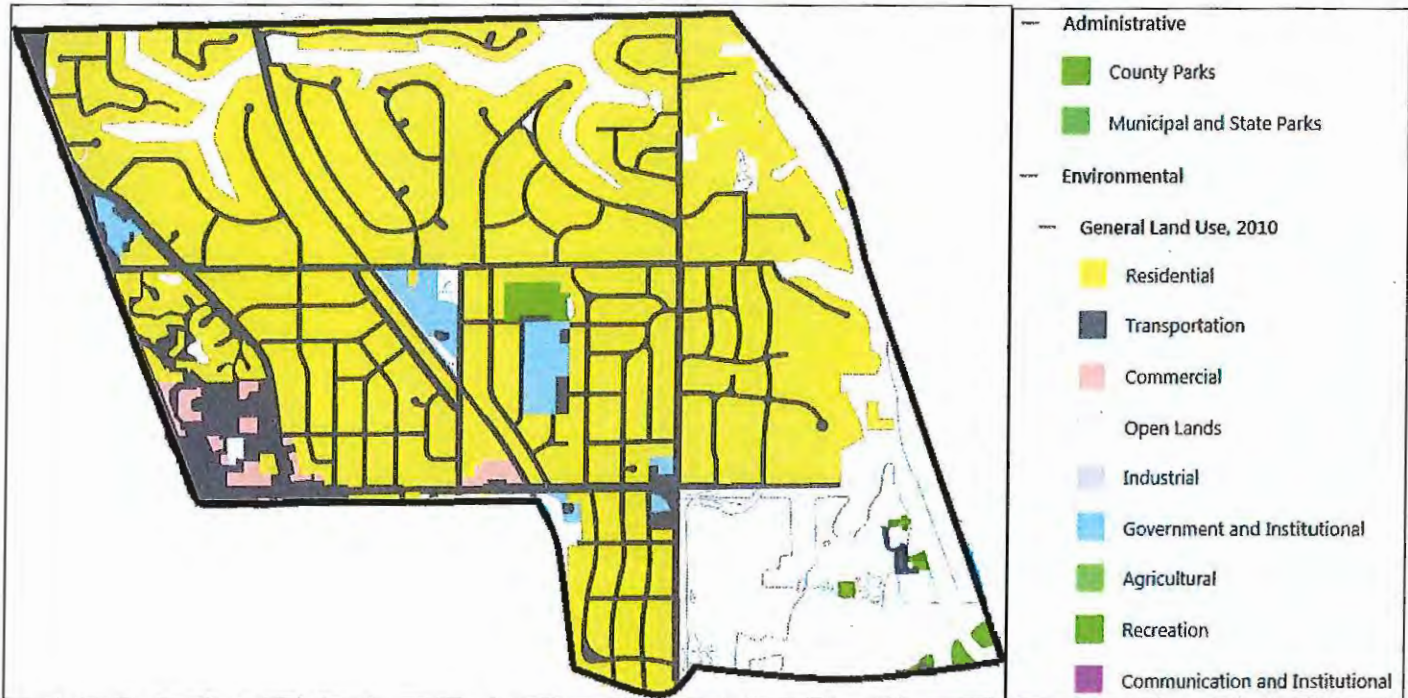 Administrative
County Parks
Municipal and State Parks
Environmental
General Land Use, 2010
Residential
Transportation
Commercial
Open Lands
Industrial
Government and Institutional
Agricultural
Recreation
Communication and Institutional